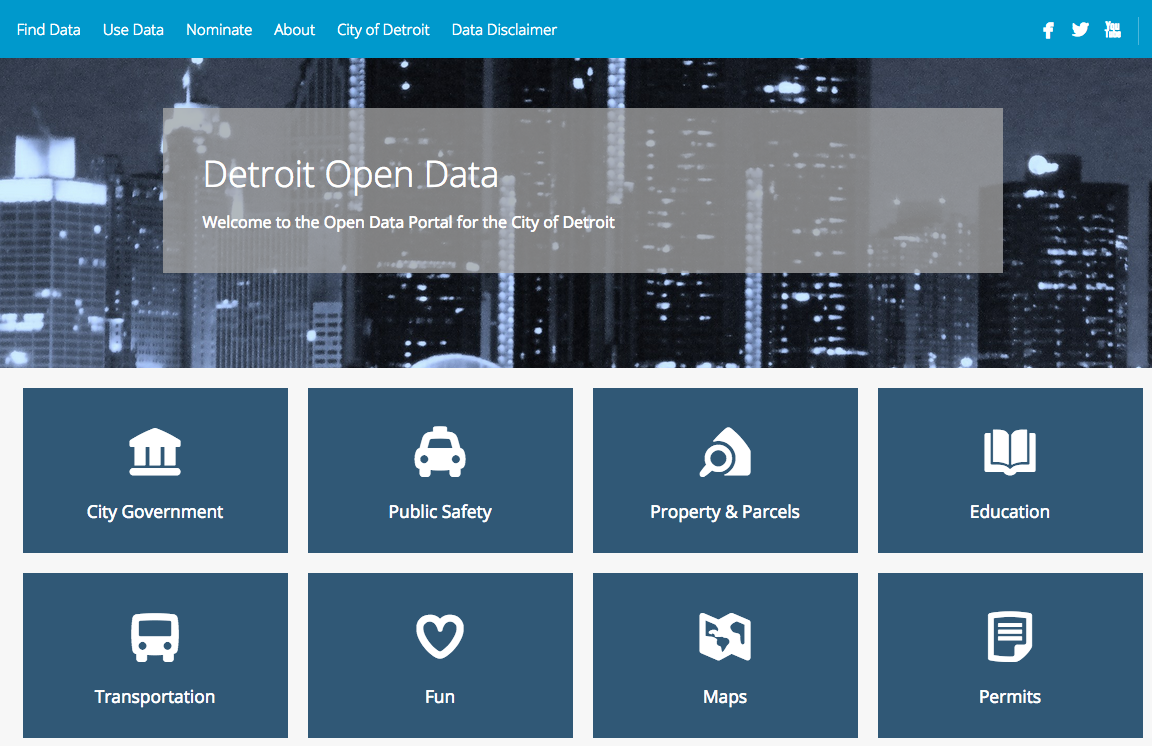 Find Data Use Data Nominate About City of Detroit Data Disclaimer You Tube
Detroit Open Data
Welcome to the Open Data Portal for the City of Detroit
City Government Public Safety Property & Parcels Education
Transportation Fun Maps Permits